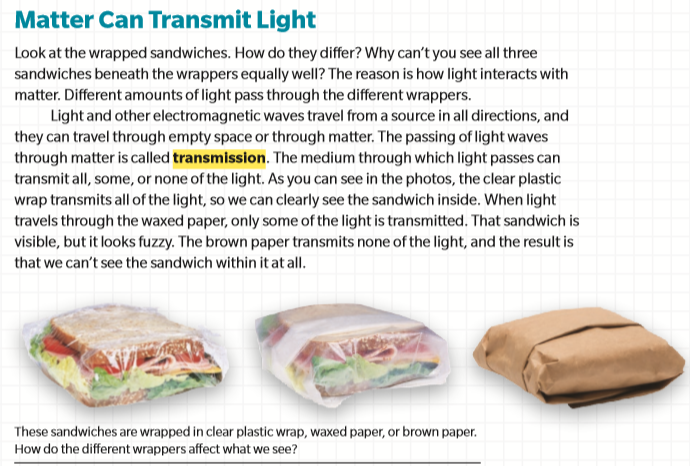 Matter Can Transmit Light
Look at the wrapped sandwiches. How do they differ? Why can't you see all three
sandwiches beneath the wrappers equally well? The reason is how light interacts with
matter. Different amounts of light pass through the different wrappers.
Light and other electromagnetic waves travel from a source in all directions, and
they can travel through empty space or through matter. The passing of light waves
through matter is called transmission. The medium through which light passes can
transmit all, some, or none of the light. As you can see in the photos, the clear plastic
wrap transmits all of the light, so we can clearly see the sandwich inside. When light
travels through the waxed paper, only some of the light is transmitted. That sandwich is
visible, but it looks fuzzy. The brown paper transmits none of the light, and the result is
that we can't see the sandwich within it at all.
These sandwiches are wrapped in clear plastic wrap, waxed paper, or brown paper.
How do the different wrappers affect what we see?